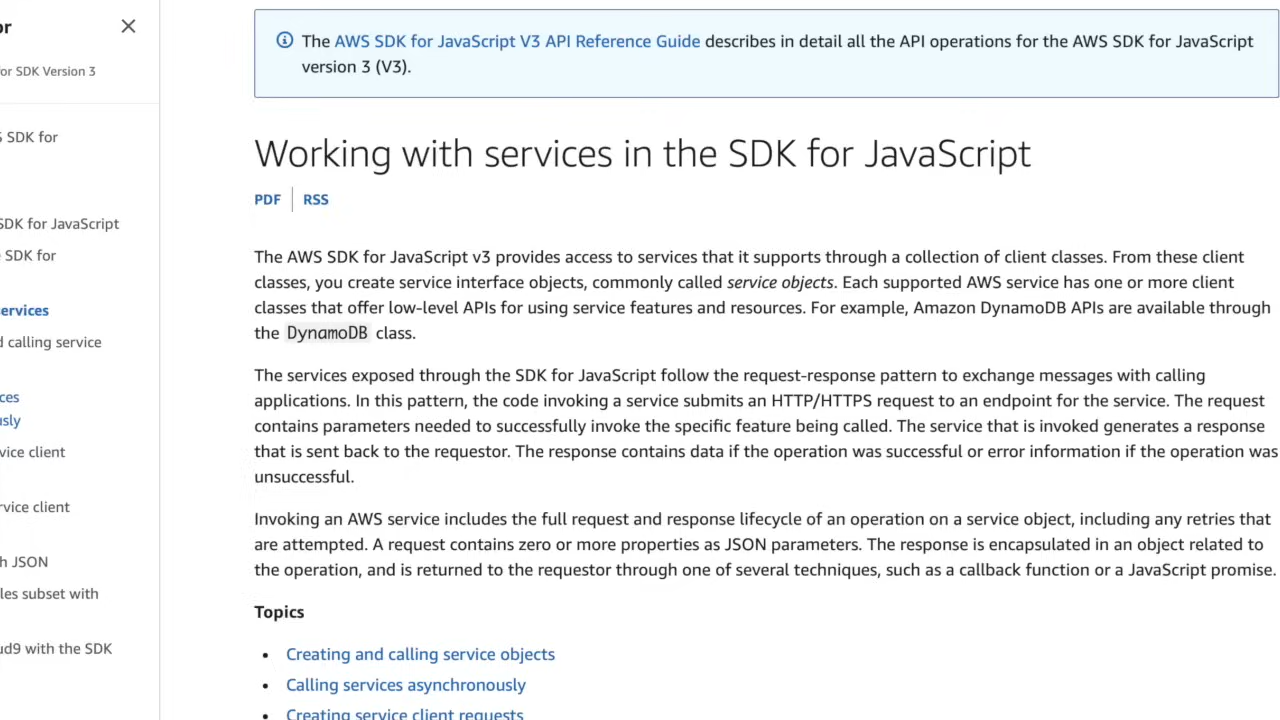 or
or SDK Version 3
SDK for
SDK for JavaScript
SDK for
ervices
calling service
ces
usly
vice client
rvice client
h JSON
les subset with
ud9 with the SDK
The AWS SDK for JavaScript V3 API Reference Guide describes in detail all the API operations for the AWS SDK for JavaScript
version 3 (V3).
Working with services in the SDK for JavaScript
PDF RSS
The AWS SDK for JavaScript v3 provides access to services that it supports through a collection of client classes. From these client
classes, you create service interface objects, commonly called service objects. Each supported AWS service has one or more client
classes that offer low-level APIs for using service features and resources. For example, Amazon DynamoDB APIs are available through
the DynamoDB class.
The services exposed through the SDK for JavaScript follow the request-response pattern to exchange messages with calling
applications. In this pattern, the code invoking a service submits an HTTP/HTTPS request to an endpoint for the service. The request
contains parameters needed to successfully invoke the specific feature being called. The service that is invoked generates a response
that is sent back to the requestor. The response contains data if the operation was successful or error information if the operation was
unsuccessful.
Invoking an AWS service includes the full request and response lifecycle of an operation on a service object, including any retries that
are attempted. A request contains zero or more properties as JSON parameters. The response is encapsulated in an object related to
the operation, and is returned to the requestor through one of several techniques, such as a callback function or a JavaScript promise.
Topics
• Creating and calling service objects
• Calling services asynchronously
• Creating service client requests